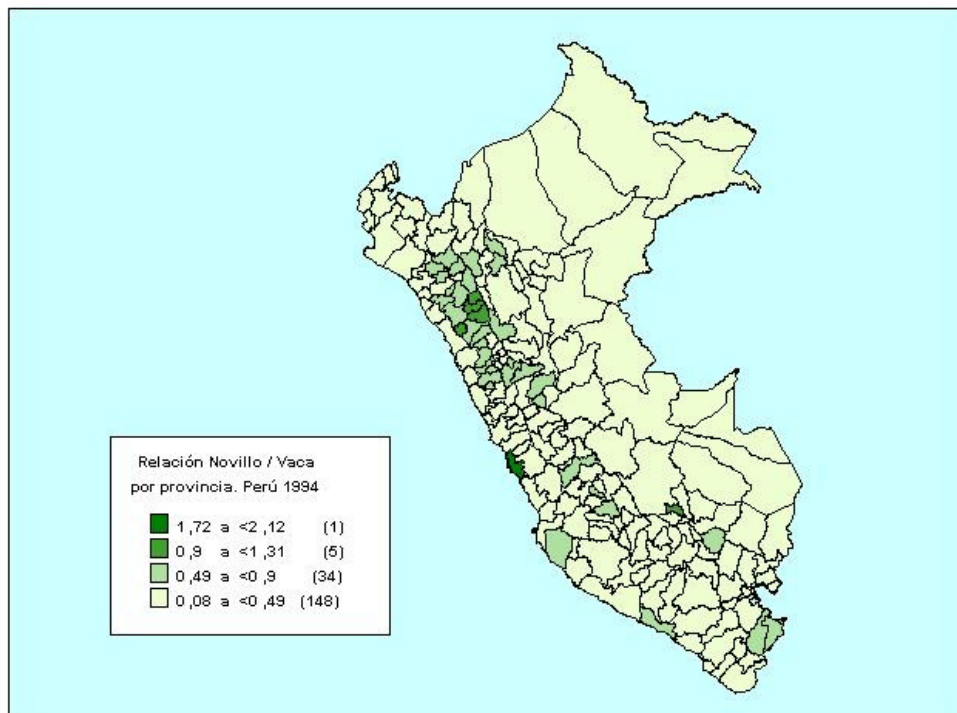 Relación Novillo / Vaca
por provincia. Perú 1994
1,72 a <2,12 (1)
0,9 a <1,31 (5)
0,49 a <0,9 (34)
0,08 a <0,49 (148)